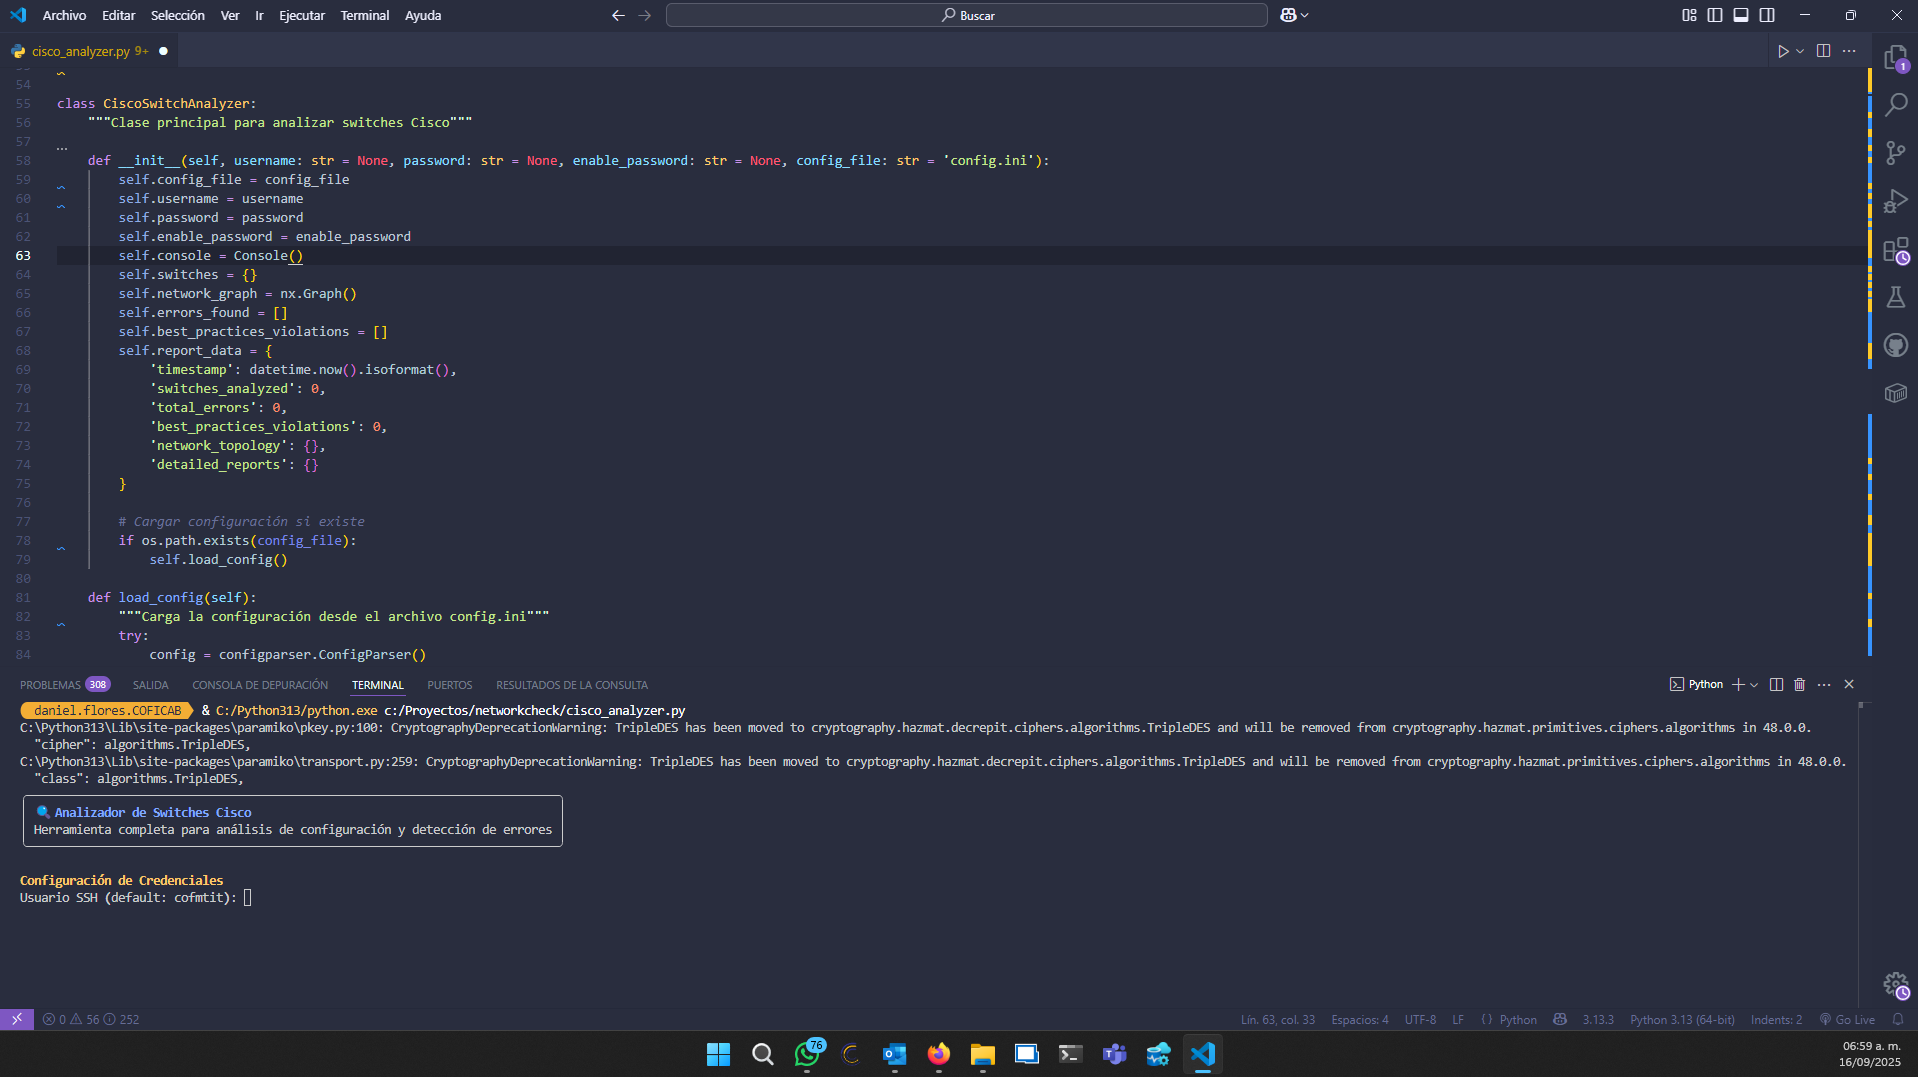 Archivo Editar Selección Ver Ir Ejecutar Terminal Ayuda
Buscar
cisco_analyzer.py 9+
54
55 class CiscoSwitchAnalyzer:
56 """Clase principal para analizar switches Cisco"""
57
58 def __init__(self, username: str = None, password: str = None, enable_password: str = None, config_file: str = 'config.ini'):
59 self.config_file = config_file
60 self.username = username
61 self.password = password
62 self.enable_password = enable_password
63 self.console = Console()
64 self.switches = {}
65 self.network_graph = nx.Graph()
66 self.errors_found = []
67 self.best_practices_violations = []
68 self.report_data = {
69 'timestamp': datetime.now().isoformat(),
70 'switches_analyzed': 0,
71 'total_errors': 0,
72 'best_practices_violations': 0,
73 'network_topology': {},
74 'detailed_reports': {}
75 }
76
77 # Cargar configuración si existe
78 if os.path.exists(config_file):
79 self.load_config()
80
81 def load_config(self):
82 """Carga la configuración desde el archivo config.ini"""
83 try:
84 config = configparser.ConfigParser()
PROBLEMAS 308 SALIDA CONSOLA DE DEPURACIÓN TERMINAL PUERTOS RESULTADOS DE LA CONSULTA
Python
daniel.flores.COFICAB & C:/Python313/python.exe c:/Proyectos/networkcheck/cisco_analyzer.py
C:\Python313\Lib\site-packages\paramiko\pkey.py:100: CryptographyDeprecationWarning: TripleDES has been moved to cryptography.hazmat.decrepit.ciphers.algorithms.TripleDES and will be removed from cryptography.hazmat.primitives.ciphers.algorithms in 48.0.0.
"cipher": algorithms.TripleDES,
C:\Python313\Lib\site-packages\paramiko\transport.py:259: CryptographyDeprecationWarning: TripleDES has been moved to cryptography.hazmat.decrepit.ciphers.algorithms.TripleDES and will be removed from cryptography.hazmat.primitives.ciphers.algorithms in 48.0.0.
"class": algorithms.TripleDES,
Analizador de Switches Cisco
Herramienta completa para análisis de configuración y detección de errores
Configuración de Credenciales
Usuario SSH (default: cofmtit):
0 56 252
Lín. 63, col. 33 Espacios: 4 UTF-8 LF {} Python 3.13.3 Python 3.13 (64-bit) Indents: 2 Go Live
1
76
06:59 a. m.
16/09/2025